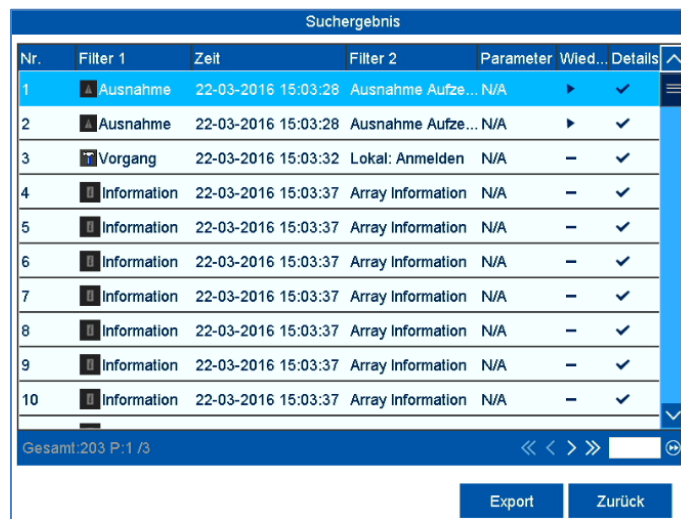 Suchergebnis
Nr. Filter 1 Zeit Filter 2 Parameter Wied... Details
1 Ausnahme 22-03-2016 15:03:28 Ausnahme Aufze... N/A
2 Ausnahme 22-03-2016 15:03:28 Ausnahme Aufze... N/A
3 Vorgang 22-03-2016 15:03:32 Lokal: Anmelden N/A
4 Information 22-03-2016 15:03:37 Array Information N/A
5 Information 22-03-2016 15:03:37 Array Information N/A
6 Information 22-03-2016 15:03:37 Array Information N/A
7 Information 22-03-2016 15:03:37 Array Information N/A
8 Information 22-03-2016 15:03:37 Array Information N/A
9 Information 22-03-2016 15:03:37 Array Information N/A
10 Information 22-03-2016 15:03:37 Array Information N/A
Gesamt:203 P:1 /3
Export Zurück